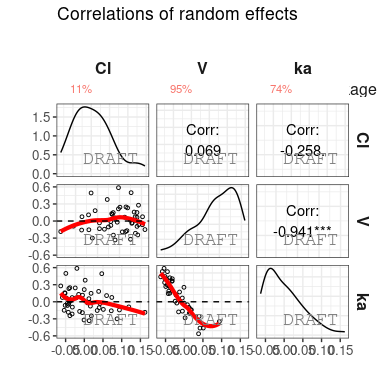 Correlations of random effects
Cl V ka
11% 95% 74% .age
1.5
1.0
0.5
0.0
DRAFT
Corr:
0.069
DRAFT
Corr:
-0.258.
DRAFT
Cl
0.6
0.3
0.0
-0.3
-0.6
DRAFT
DRAFT
Corr:
-0.941***
DRAFT
V
0.6
0.3
0.0
-0.3
-0.6
DRAFT
DRAFT
DRAFT
ka
-0.05 0.00 0.05 0.10 0.15 -0.05 0.00 0.05 0.10 0.15 -0.05 0.00 0.05 0.10 0.15